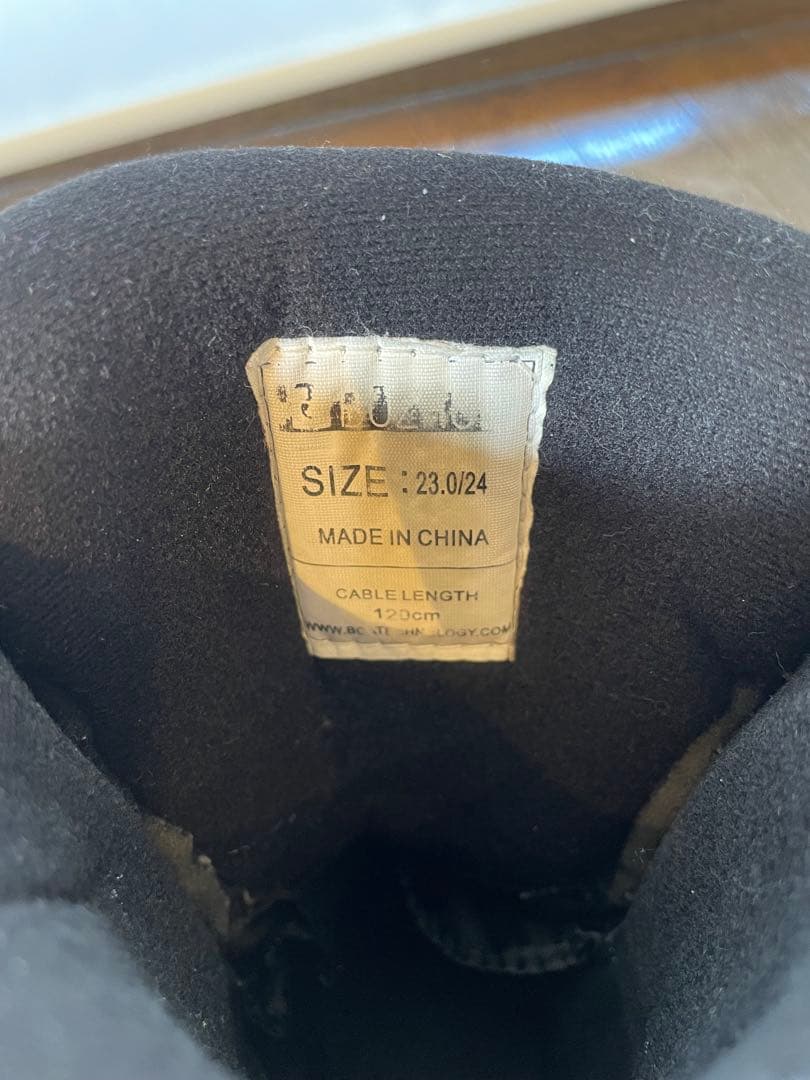 SIZE : 23.0/24
MADE IN CHINA
CABLE LENGTH
120cm